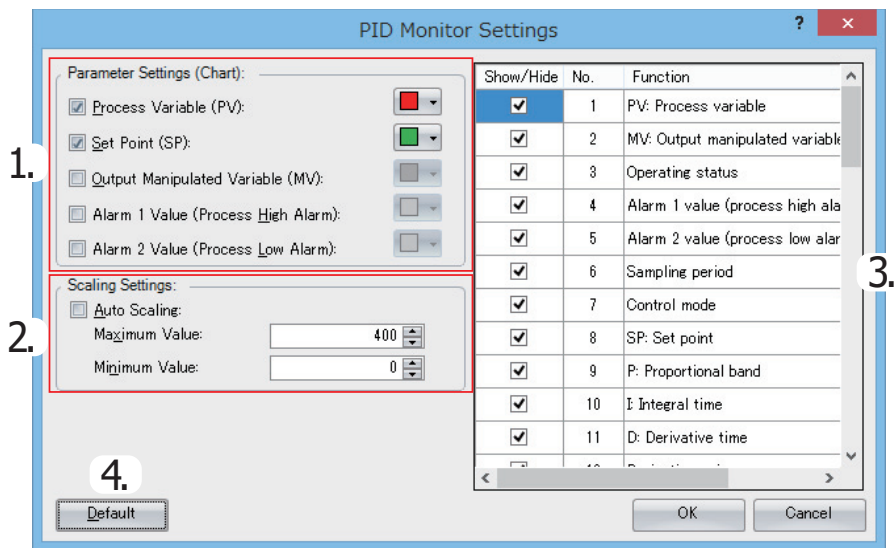 PID Monitor Settings ? ×
1.
Parameter Settings (Chart):
Process Variable (PV):
Set Point (SP):
Output Manipulated Variable (MV):
Alarm 1 Value (Process High Alarm):
Alarm 2 Value (Process Low Alarm):
2.
Scaling Settings:
Auto Scaling:
Maximum Value: 400
Minimum Value: 0
3.
Show/Hide No. Function
1 PV: Process variable
2 MV: Output manipulated variable
3 Operating status
4 Alarm 1 value (process high ala
5 Alarm 2 value (process low alar
6 Sampling period
7 Control mode
8 SP: Set point
9 P: Proportional band
10 I: Integral time
11 D: Derivative time
4.
Default
OK
Cancel